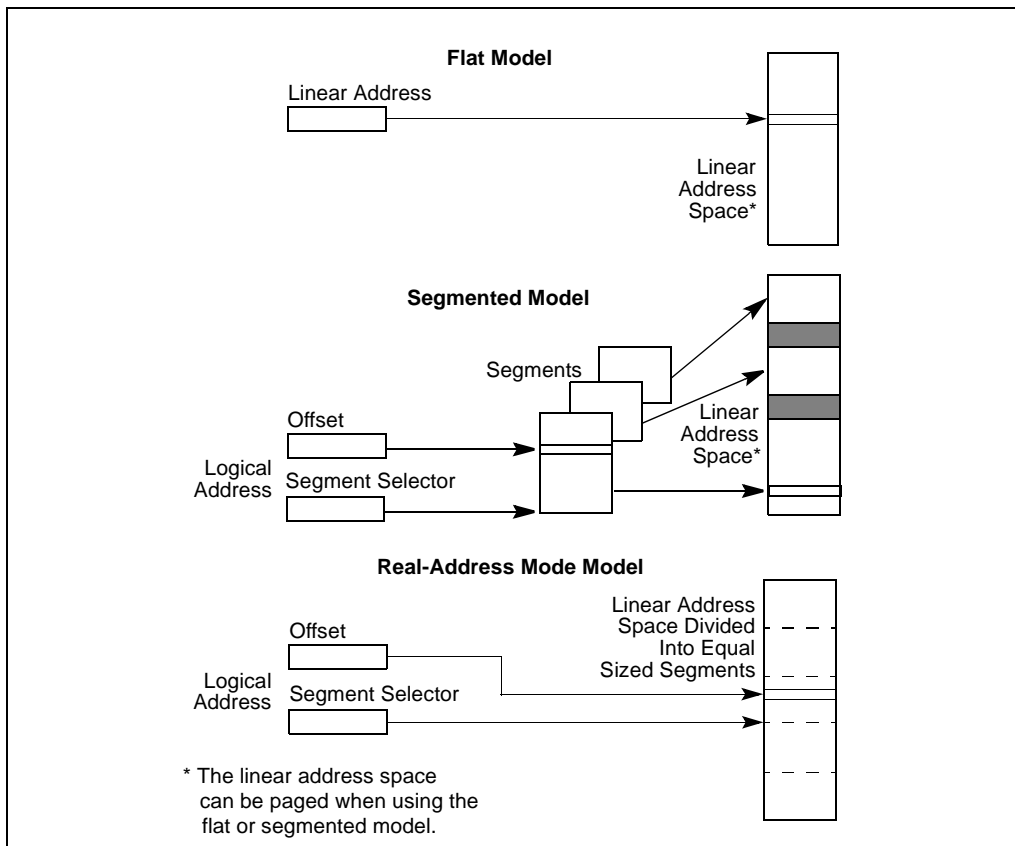 Flat Model
Linear Address
Linear
Address
Space*
Segmented Model
Segments
Offset
Logical
Address
Segment Selector
Linear
Address
Space*
Real-Address Mode Model
Offset
Logical
Address
Segment Selector
Linear Address
Space Divided
Into Equal
Sized Segments
* The linear address space
can be paged when using the
flat or segmented model.